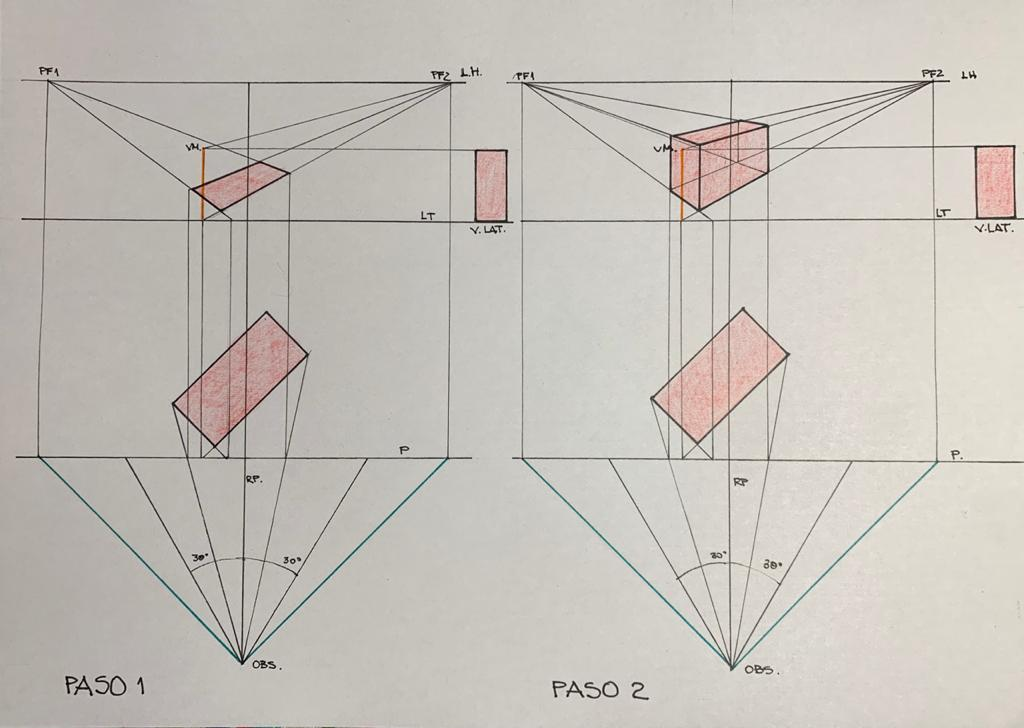 PF1
PF2
L.H.
VM.
LT
V.LAT.
P
RP.
30°
30°
OBS.
PASO 1
PF1
PF2
LH
VM.
LT
V.LAT.
P.
RP
30°
30°
OBS.
PASO 2